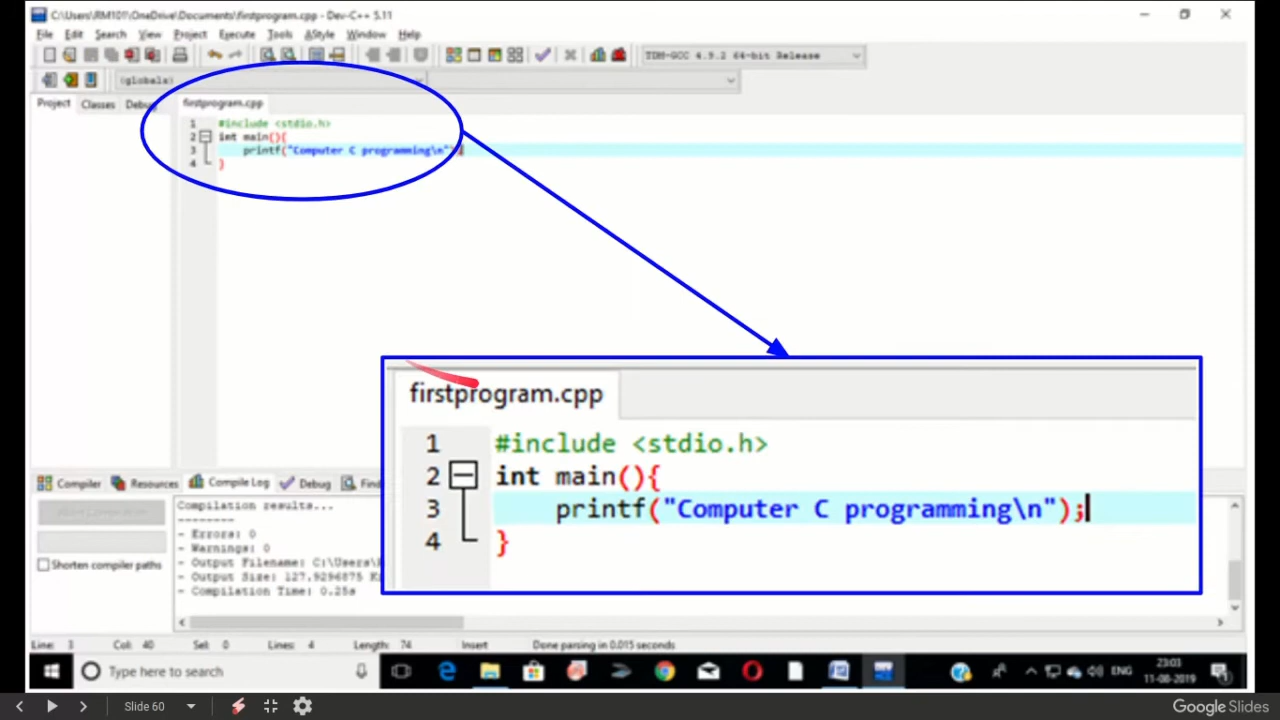 C:\Users\RM101\OneDrive\Documents\firstprogram.cpp - Dev-C++ 5.11
File Edit Search View Project Execute Tools AStyle Window Help
TDM-GCC 4.9.2 64-bit Release
(globals)
Project Classes Debug firstprogram.cpp
1 #include <stdio.h>
2 int main(){
3 printf("Computer C programming\n");
4 }
firstprogram.cpp
1 #include <stdio.h>
2 int main(){
3 printf("Computer C programming\n");
4 }
Compiler Resources Compile Log Debug Find
Compilation results...
--------
- Errors: 0
- Warnings: 0
- Output Filename: C:\Users\
- Output Size: 127.9296875
- Compilation Time: 0.25s
Shorten compiler paths
Line: 3 Col: 40 Sel: 0 Lines: 4 Length: 74 Insert Done parsing in 0.015 seconds
Type here to search
ENG
23:03
11-08-2019
Slide 60
Google Slides